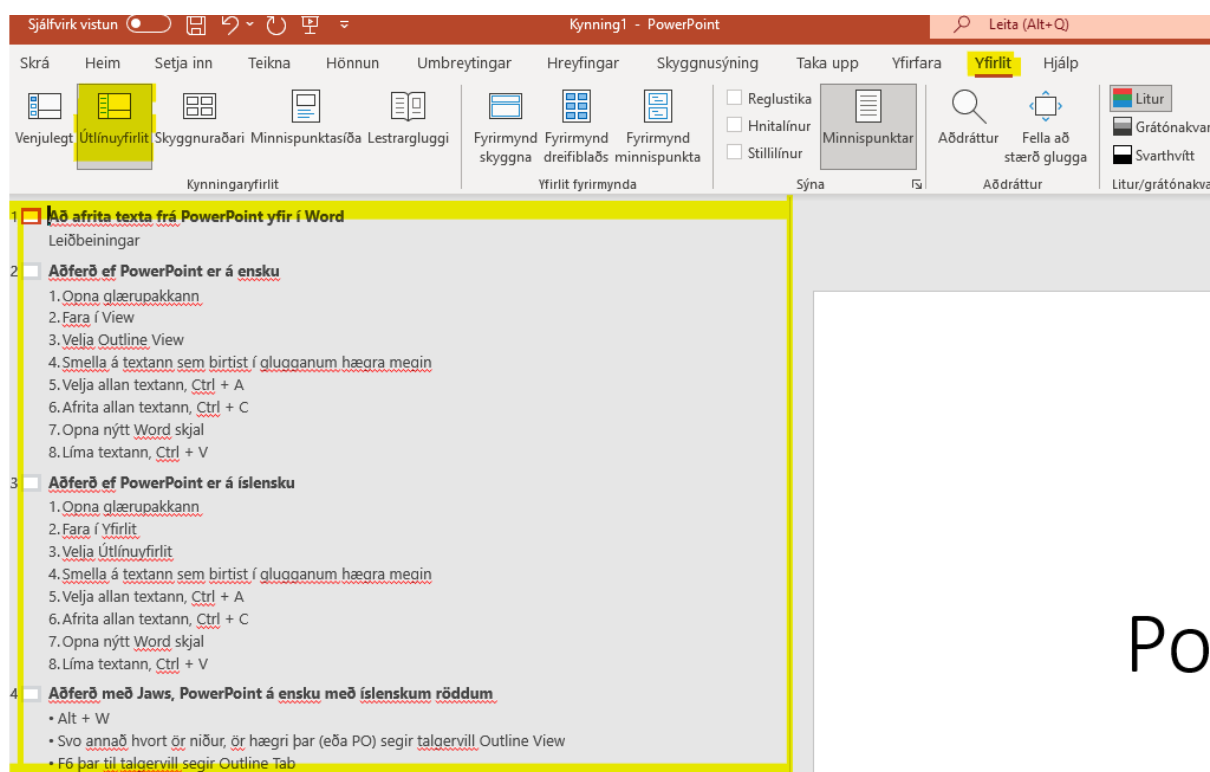 Sjálfvirk vistun
Kynning1 - PowerPoint
Leita (Alt+Q)
Skrá Heim Setja inn Teikna Hönnun Umbreytingar Hreyfingar Skyggnusýning Taka upp Yfirfara Yfirlit Hjálp
Venjulegt Útlínuyfirlit Skyggnuraðari Minnispunktasíða Lestrargluggi
Kynningaryfirlit
Fyrirmynd skyggna
Fyrirmynd dreifiblaðs
Fyrirmynd minnispunkta
Yfirlit fyrirmynda
Reglustika
Hnitalínur
Stillilínur
Minnispunktar
Sýna
Aðdráttur
Fella að stærð glugga
Aðdráttur
Litur
Grátónakvar
Svarthvítt
Litur/grátónakva
1 Að afrita texta frá PowerPoint yfir í Word
Leiðbeiningar
2 Aðferð ef PowerPoint er á ensku
1. Opna glærupakkann
2. Fara í View
3. Velja Outline View
4. Smella á textann sem birtist í glugganum hægra megin
5. Velja allan textann, Ctrl + A
6. Afrita allan textann, Ctrl + C
7. Opna nýtt Word skjal
8. Líma textann, Ctrl + V
3 Aðferð ef PowerPoint er á íslensku
1. Opna glærupakkann
2. Fara í Yfirlit
3. Velja Útlínuyfirlit
4. Smella á textann sem birtist í glugganum hægra megin
5. Velja allan textann, Ctrl + A
6. Afrita allan textann, Ctrl + C
7. Opna nýtt Word skjal
8. Líma textann, Ctrl + V
4 Aðferð með Jaws, PowerPoint á ensku með íslenskum röddum
• Alt + W
• Svo annað hvort ör niður, ör hægri þar (eða PO) segir talgervill Outline View
• F6 þar til talgervill segir Outline Tab
Po